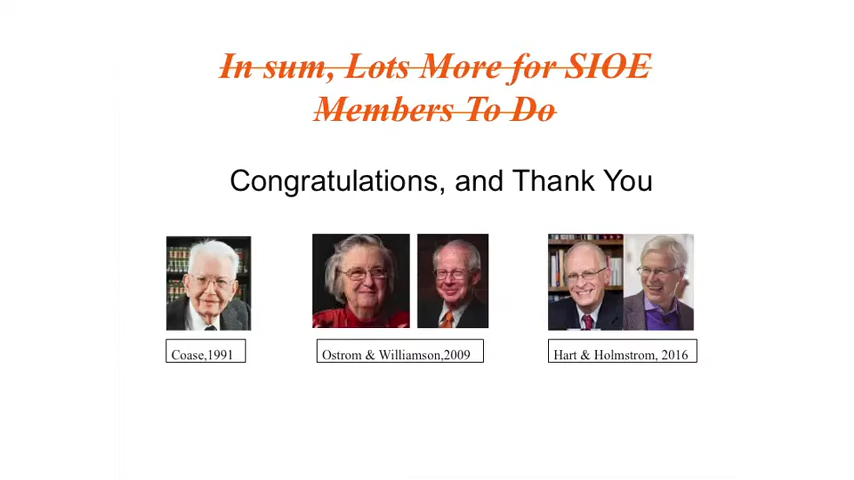 In sum, Lots More for SIOE
Members To Do
Congratulations, and Thank You
Coase,1991
Ostrom & Williamson,2009
Hart & Holmstrom, 2016